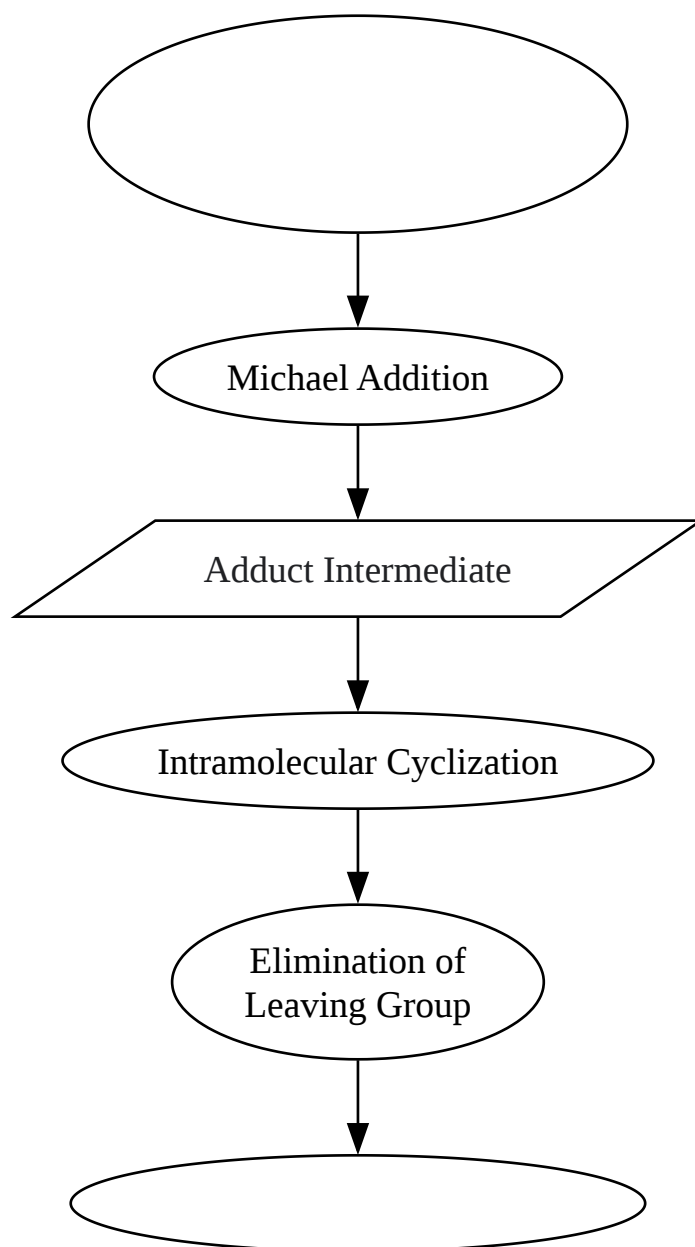 Michael Addition
Adduct Intermediate
Intramolecular Cyclization
Elimination of
Leaving Group